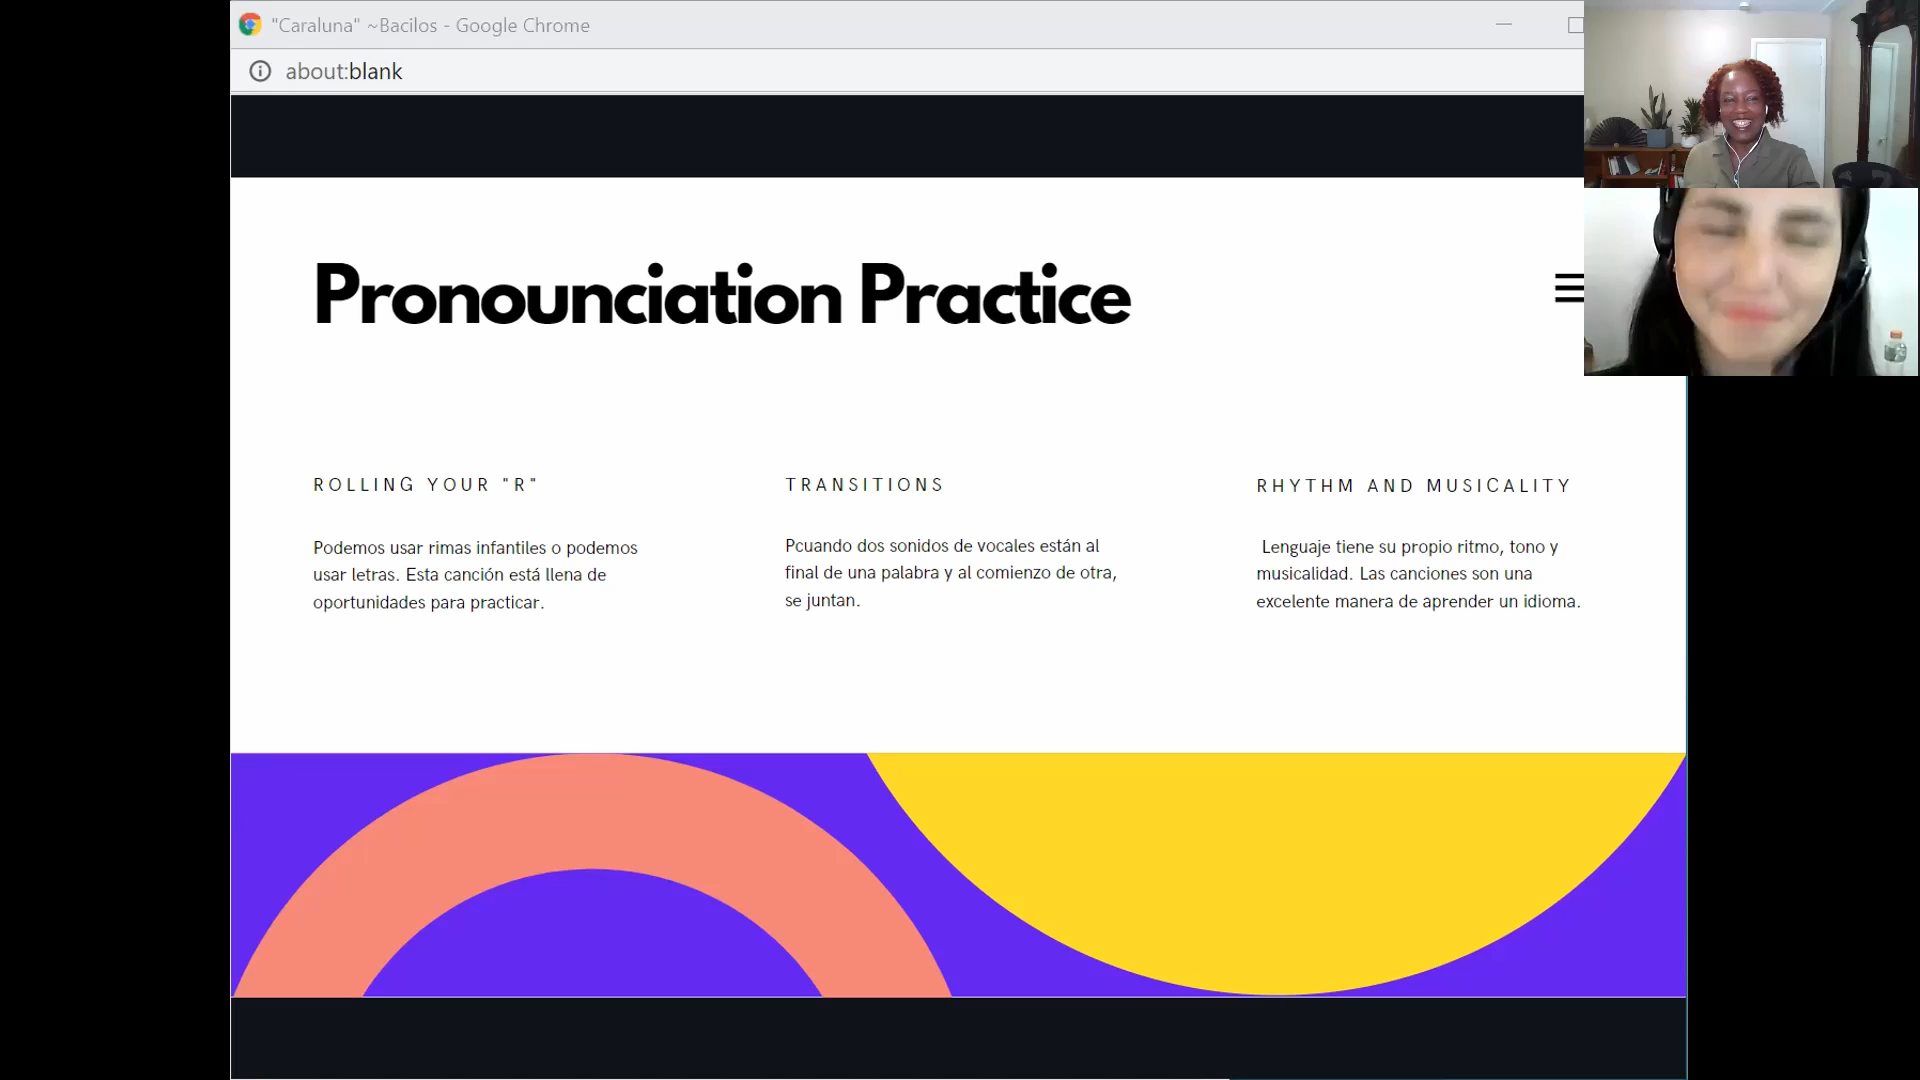 "Caraluna" ~Bacilos - Google Chrome
about:blank
Pronounciation Practice
ROLLING YOUR "R"
Podemos usar rimas infantiles o podemos
usar letras. Esta canción está llena de
oportunidades para practicar.
TRANSITIONS
Pcuando dos sonidos de vocales están al
final de una palabra y al comienzo de otra,
se juntan.
RHYTHM AND MUSICALITY
Lenguaje tiene su propio ritmo, tono y
musicalidad. Las canciones son una
excelente manera de aprender un idioma.